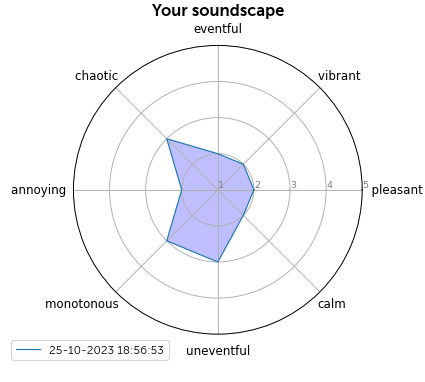 Your soundscape
eventful
chaotic
vibrant
annoying
1 2 3 4 5
pleasant
monotonous
calm
uneventful
25-10-2023 18:56:53